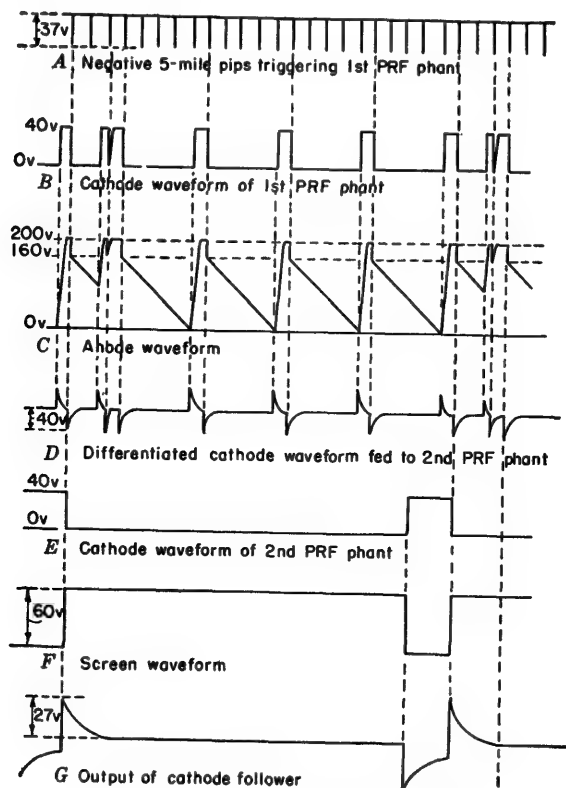 37v
A Negative 5-mile pips triggering 1st PRF phant
40v
0v
B Cathode waveform of 1st PRF phant
200v
160v
0v
C Anode waveform
40v
D Differentiated cathode waveform fed to 2nd PRF phant
40v
0v
E Cathode waveform of 2nd PRF phant
60v
F Screen waveform
27v
G Output of cathode follower